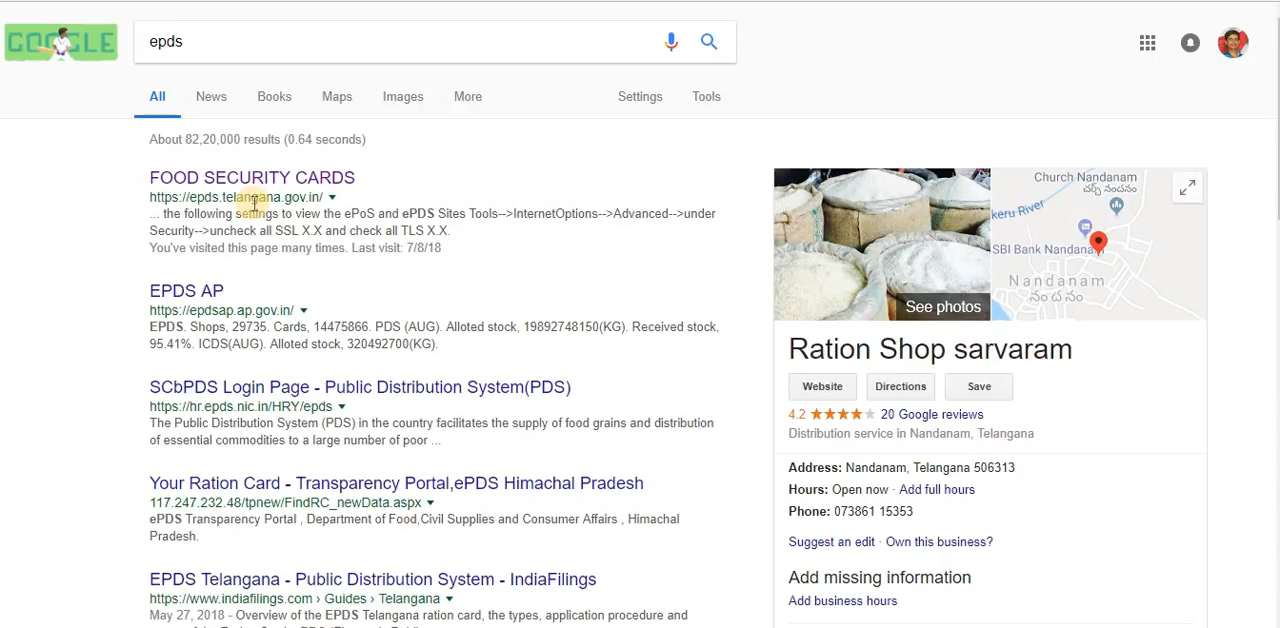 GOOGLE
epds
All
News
Books
Maps
Images
More
Settings
Tools
About 82,20,000 results (0.64 seconds)
FOOD SECURITY CARDS
https://epds.telangana.gov.in/
... the following settings to view the ePoS and ePDS Sites Tools-->InternetOptions-->Advanced-->under
Security-->uncheck all SSL X.X and check all TLS X.X.
You've visited this page many times. Last visit: 7/8/18
EPDS AP
https://epdsap.ap.gov.in/
EPDS. Shops, 29735. Cards, 14475866. PDS (AUG). Alloted stock, 19892748150(KG). Received stock,
95.41%. ICDS(AUG). Alloted stock, 320492700(KG).
SCbPDS Login Page - Public Distribution System(PDS)
https://hr.epds.nic.in/HRY/epds
The Public Distribution System (PDS) in the country facilitates the supply of food grains and distribution
of essential commodities to a large number of poor ...
Your Ration Card - Transparency Portal,ePDS Himachal Pradesh
117.247.232.48/tpnew/FindRC_newData.aspx
ePDS Transparency Portal , Department of Food,Civil Supplies and Consumer Affairs , Himachal
Pradesh.
EPDS Telangana - Public Distribution System - IndiaFilings
https://www.indiafilings.com › Guides › Telangana
May 27, 2018 - Overview of the EPDS Telangana ration card, the types, application procedure and
See photos
Church Nandanam
చర్చ్ నందనం
keru River
SBI Bank Nandanam
Nandanam
నందనం
Ration Shop sarvaram
Website
Directions
Save
4.2
20 Google reviews
Distribution service in Nandanam, Telangana
Address: Nandanam, Telangana 506313
Hours: Open now · Add full hours
Phone: 073861 15353
Suggest an edit · Own this business?
Add missing information
Add business hours